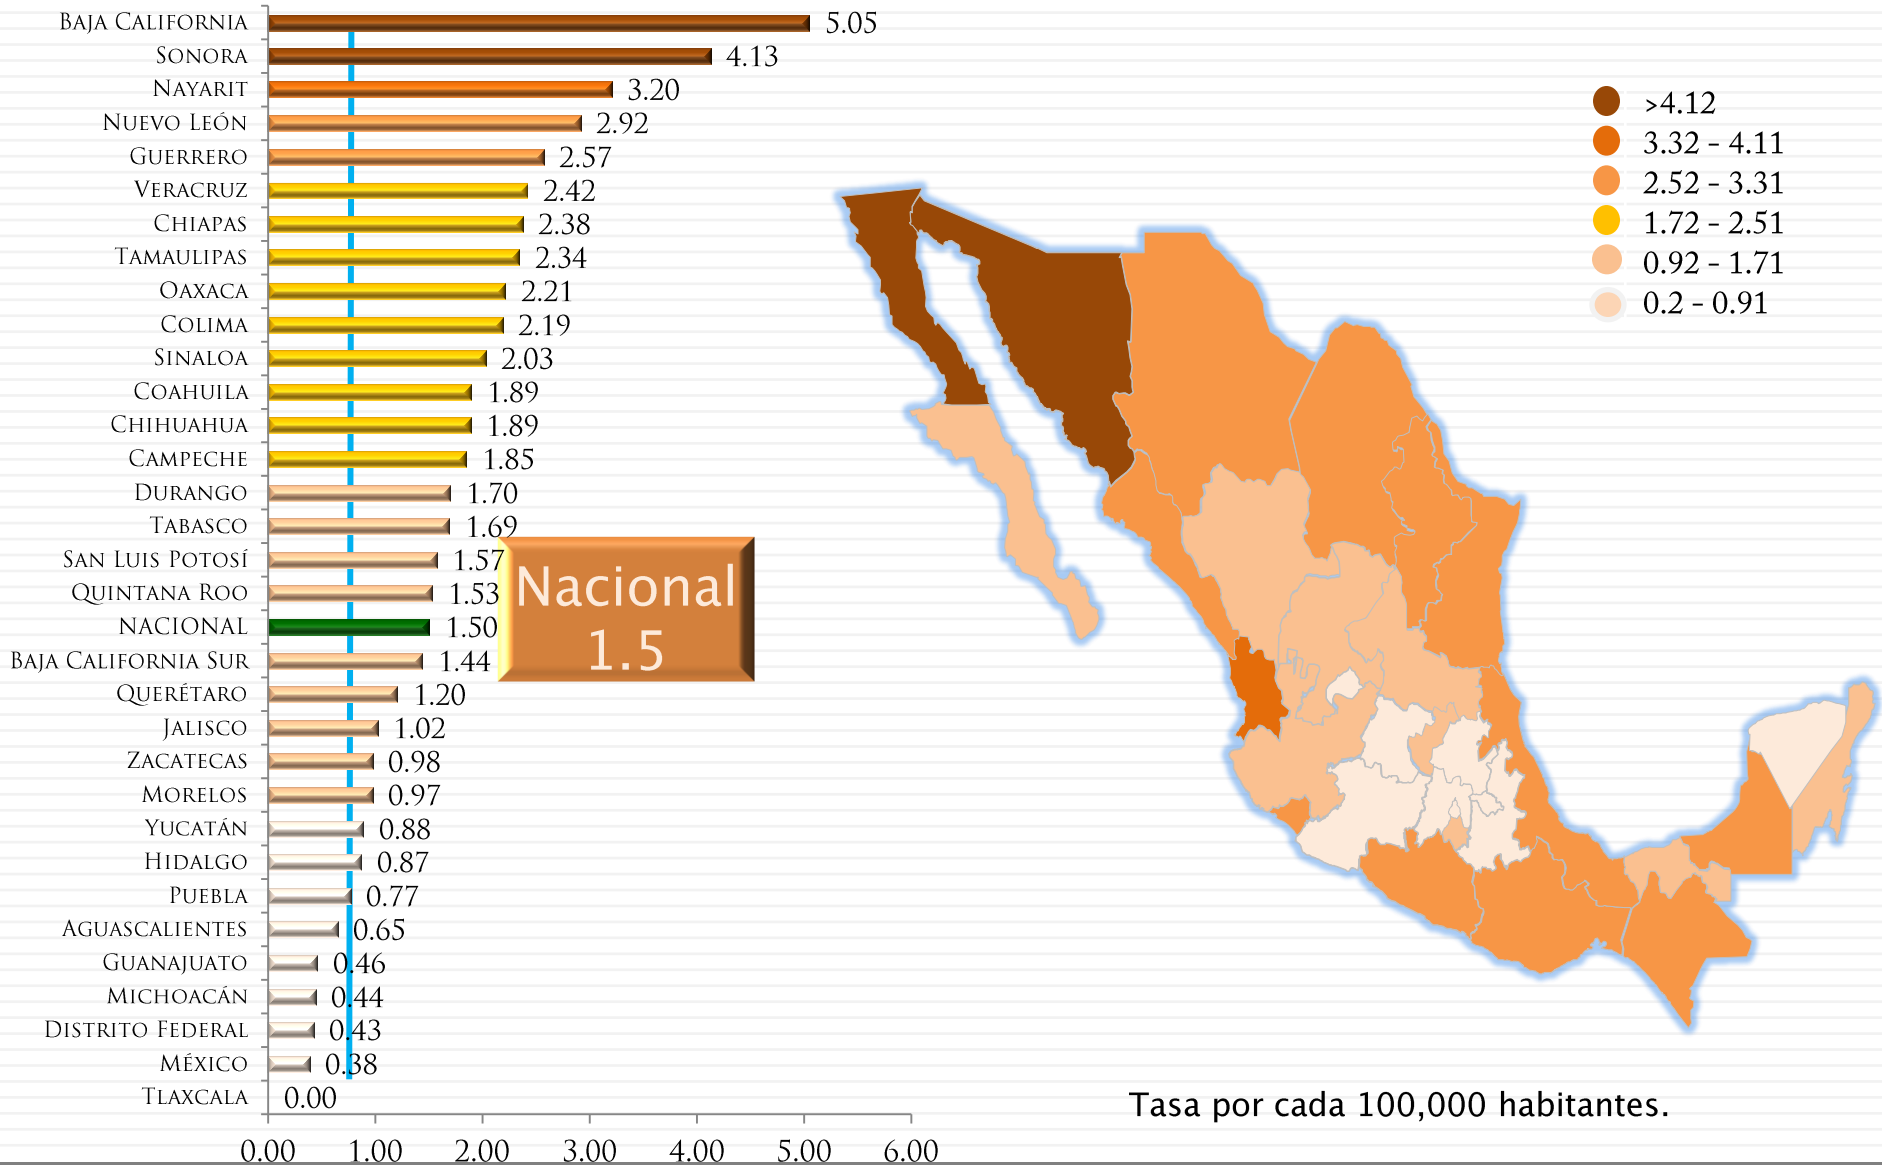 BAJA CALIFORNIA 5.05
SONORA 4.13
NAYARIT 3.20
NUEVO LEÓN 2.92
GUERRERO 2.57
VERACRUZ 2.42
CHIAPAS 2.38
TAMAULIPAS 2.34
OAXACA 2.21
COLIMA 2.19
SINALOA 2.03
COAHUILA 1.89
CHIHUAHUA 1.89
CAMPECHE 1.85
DURANGO 1.70
TABASCO 1.69
SAN LUIS POTOSÍ 1.57
QUINTANA ROO 1.53
NACIONAL 1.50
BAJA CALIFORNIA SUR 1.44
QUERÉTARO 1.20
JALISCO 1.02
ZACATECAS 0.98
MORELOS 0.97
YUCATÁN 0.88
HIDALGO 0.87
PUEBLA 0.77
AGUASCALIENTES 0.65
GUANAJUATO 0.46
MICHOACÁN 0.44
DISTRITO FEDERAL 0.43
MÉXICO 0.38
TLAXCALA 0.00
0.00 1.00 2.00 3.00 4.00 5.00 6.00
Nacional
1.5
>4.12
3.32 – 4.11
2.52 – 3.31
1.72 – 2.51
0.92 – 1.71
0.2 – 0.91
Tasa por cada 100,000 habitantes.